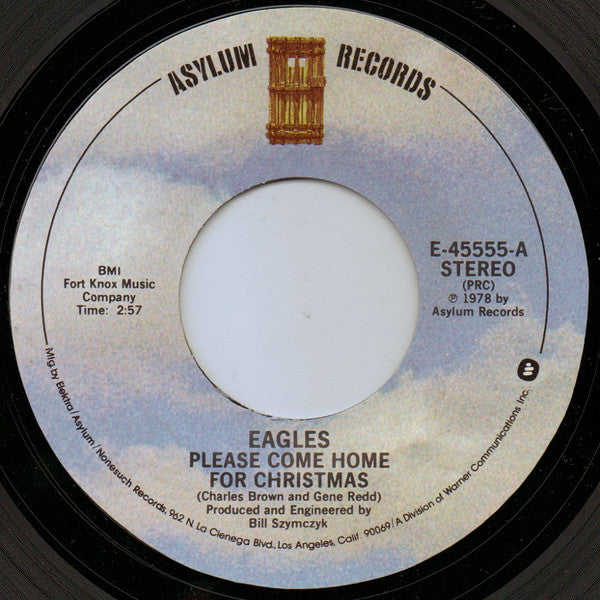 ASYLUM RECORDS
BMI
Fort Knox Music
Company
Time: 2:57
E-45555-A
STEREO
(PRC)
℗ 1978 by
Asylum Records
EAGLES
PLEASE COME HOME
FOR CHRISTMAS
(Charles Brown and Gene Redd)
Produced and Engineered by
Bill Szymczyk
Mfg by Elektra/Asylum/Nonesuch Records, 962 N. La Cienega Blvd., Los Angeles, Calif. 90069/A Division of Warner Communications Inc.